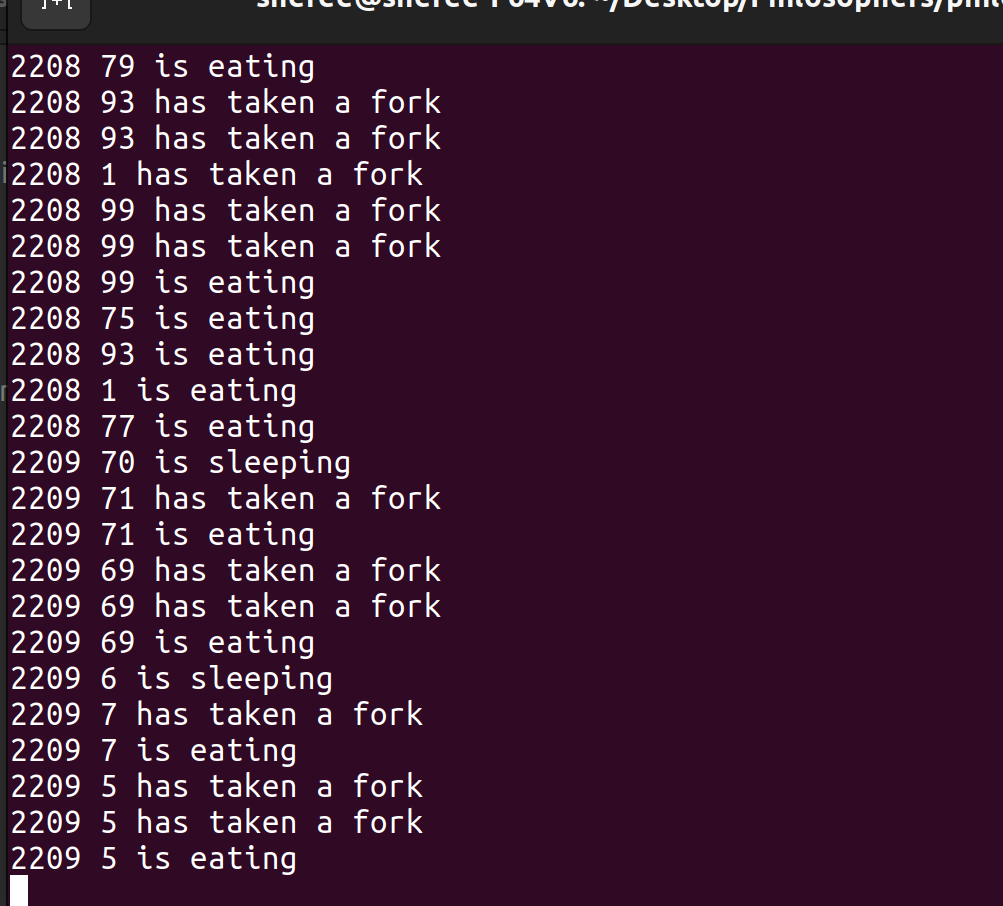 2208 79 is eating
2208 93 has taken a fork
2208 93 has taken a fork
2208 1 has taken a fork
2208 99 has taken a fork
2208 99 has taken a fork
2208 99 is eating
2208 75 is eating
2208 93 is eating
2208 1 is eating
2208 77 is eating
2209 70 is sleeping
2209 71 has taken a fork
2209 71 is eating
2209 69 has taken a fork
2209 69 has taken a fork
2209 69 is eating
2209 6 is sleeping
2209 7 has taken a fork
2209 7 is eating
2209 5 has taken a fork
2209 5 has taken a fork
2209 5 is eating